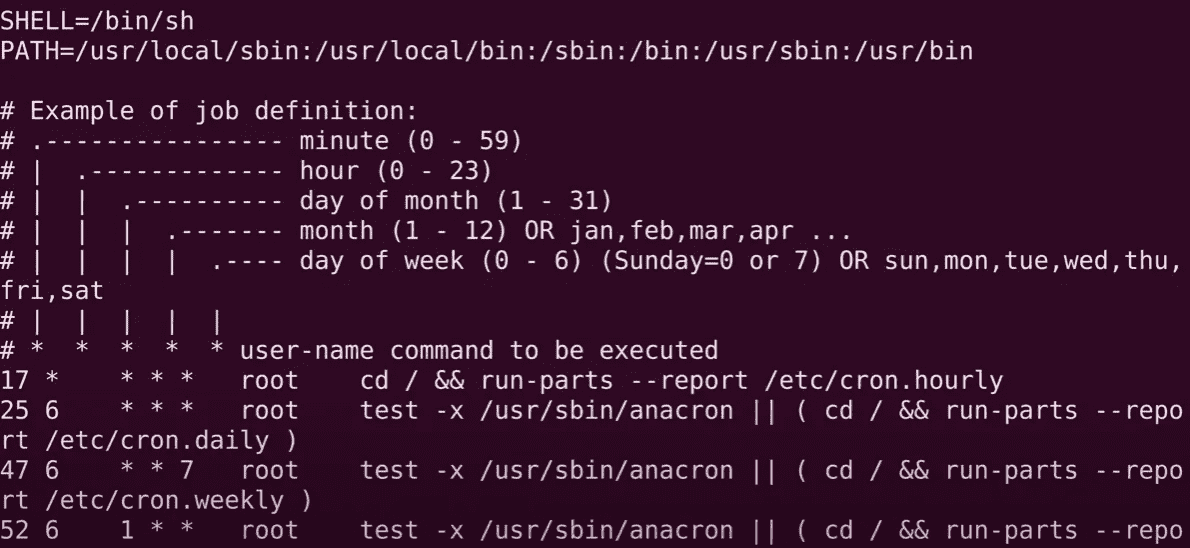 SHELL=/bin/sh
PATH=/usr/local/sbin:/usr/local/bin:/sbin:/bin:/usr/sbin:/usr/bin

# Example of job definition:
# .---------------- minute (0 - 59)
# |  .------------- hour (0 - 23)
# |  |  .---------- day of month (1 - 31)
# |  |  |  .------- month (1 - 12) OR jan,feb,mar,apr ...
# |  |  |  |  .---- day of week (0 - 6) (Sunday=0 or 7) OR sun,mon,tue,wed,thu,
fri,sat
# |  |  |  |  |
# *  *  *  *  * user-name command to be executed
17 *    * * *   root    cd / && run-parts --report /etc/cron.hourly
25 6    * * *   root    test -x /usr/sbin/anacron || ( cd / && run-parts --repo
rt /etc/cron.daily )
47 6    * * 7   root    test -x /usr/sbin/anacron || ( cd / && run-parts --repo
rt /etc/cron.weekly )
52 6    1 * *   root    test -x /usr/sbin/anacron || ( cd / && run-parts --repo